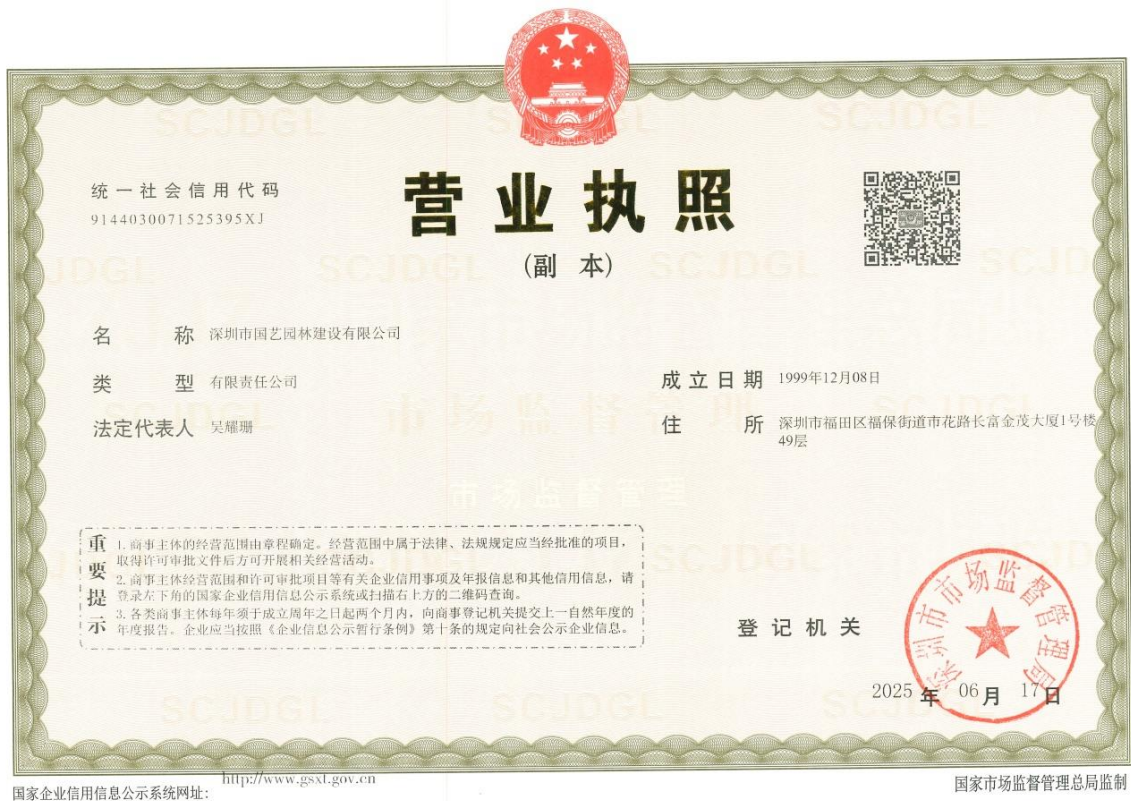 统一社会信用代码
9144030071525395XJ
营业执照
(副 本)
名 称 深圳市国艺园林建设有限公司
类 型 有限责任公司
法定代表人 吴耀珊
成立日期 1999年12月08日
住 所 深圳市福田区福保街道市花路长富金茂大厦1号楼
49层
重要提示
1. 商事主体的经营范围由章程确定。经营范围中属于法律、法规规定应当经批准的项目，
取得许可审批文件后方可开展相关经营活动。
2. 商事主体经营范围和许可审批项目等有关企业信用事项及年报信息和其他信用信息，请
登录左下角的国家企业信用信息公示系统或扫描右上方的二维码查询。
3. 各类商事主体每年须于成立周年之日起两个月内，向商事登记机关提交上一自然年度的
年度报告。企业应当按照《企业信息公示暂行条例》第十条的规定向社会公示企业信息。
登记机关
深圳市市场监督管理局
2025 年 06 月 17 日
国家企业信用信息公示系统网址：
http://www.gsxt.gov.cn
国家市场监督管理总局监制
SCJDGL
市场监督管理
市场监督管理